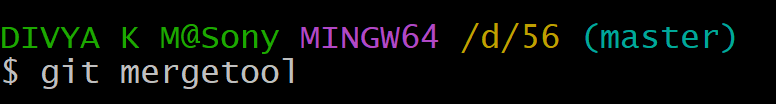 DIVYA K M@Sony MINGW64 /d/56 (master)
$ git mergetool